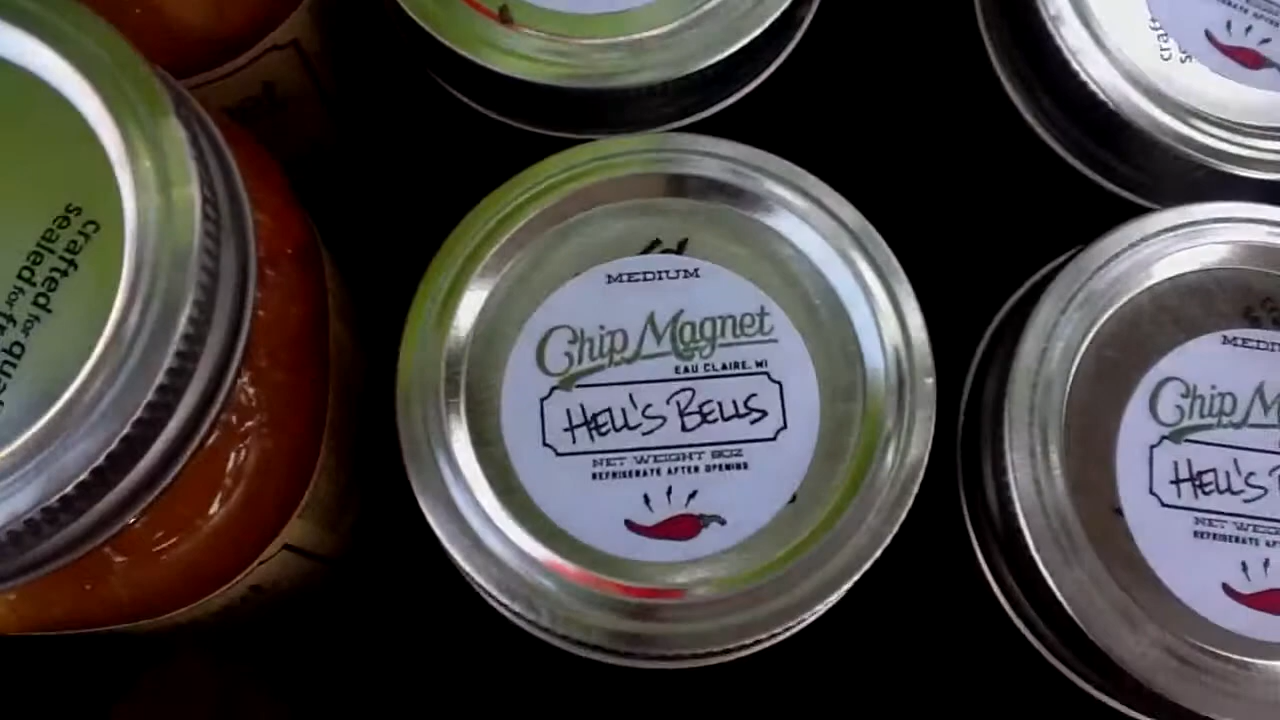 crafted for
sealed for
MEDIUM
Chip Magnet
EAU CLAIRE, WI
HELL'S BELLS
NET WEIGHT 8OZ
REFRIGERATE AFTER OPENING
Chip
HELL'S
NET